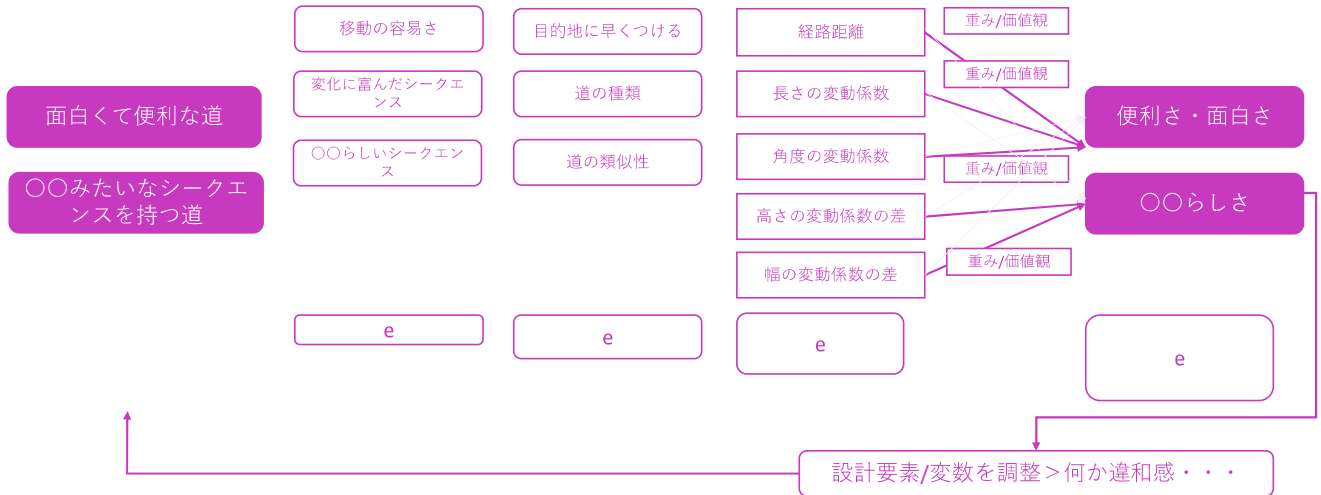 面白くて便利な道
〇〇みたいなシークエ
ンスを持つ道
移動の容易さ
変化に富んだシークエ
ンス
〇〇らしいシークエン
ス
e
目的地に早くつける
道の種類
道の類似性
e
経路距離
長さの変動係数
角度の変動係数
高さの変動係数の差
幅の変動係数の差
e
重み/価値観
重み/価値観
重み/価値観
重み/価値観
便利さ・面白さ
〇〇らしさ
e
設計要素/変数を調整＞何か違和感・・・